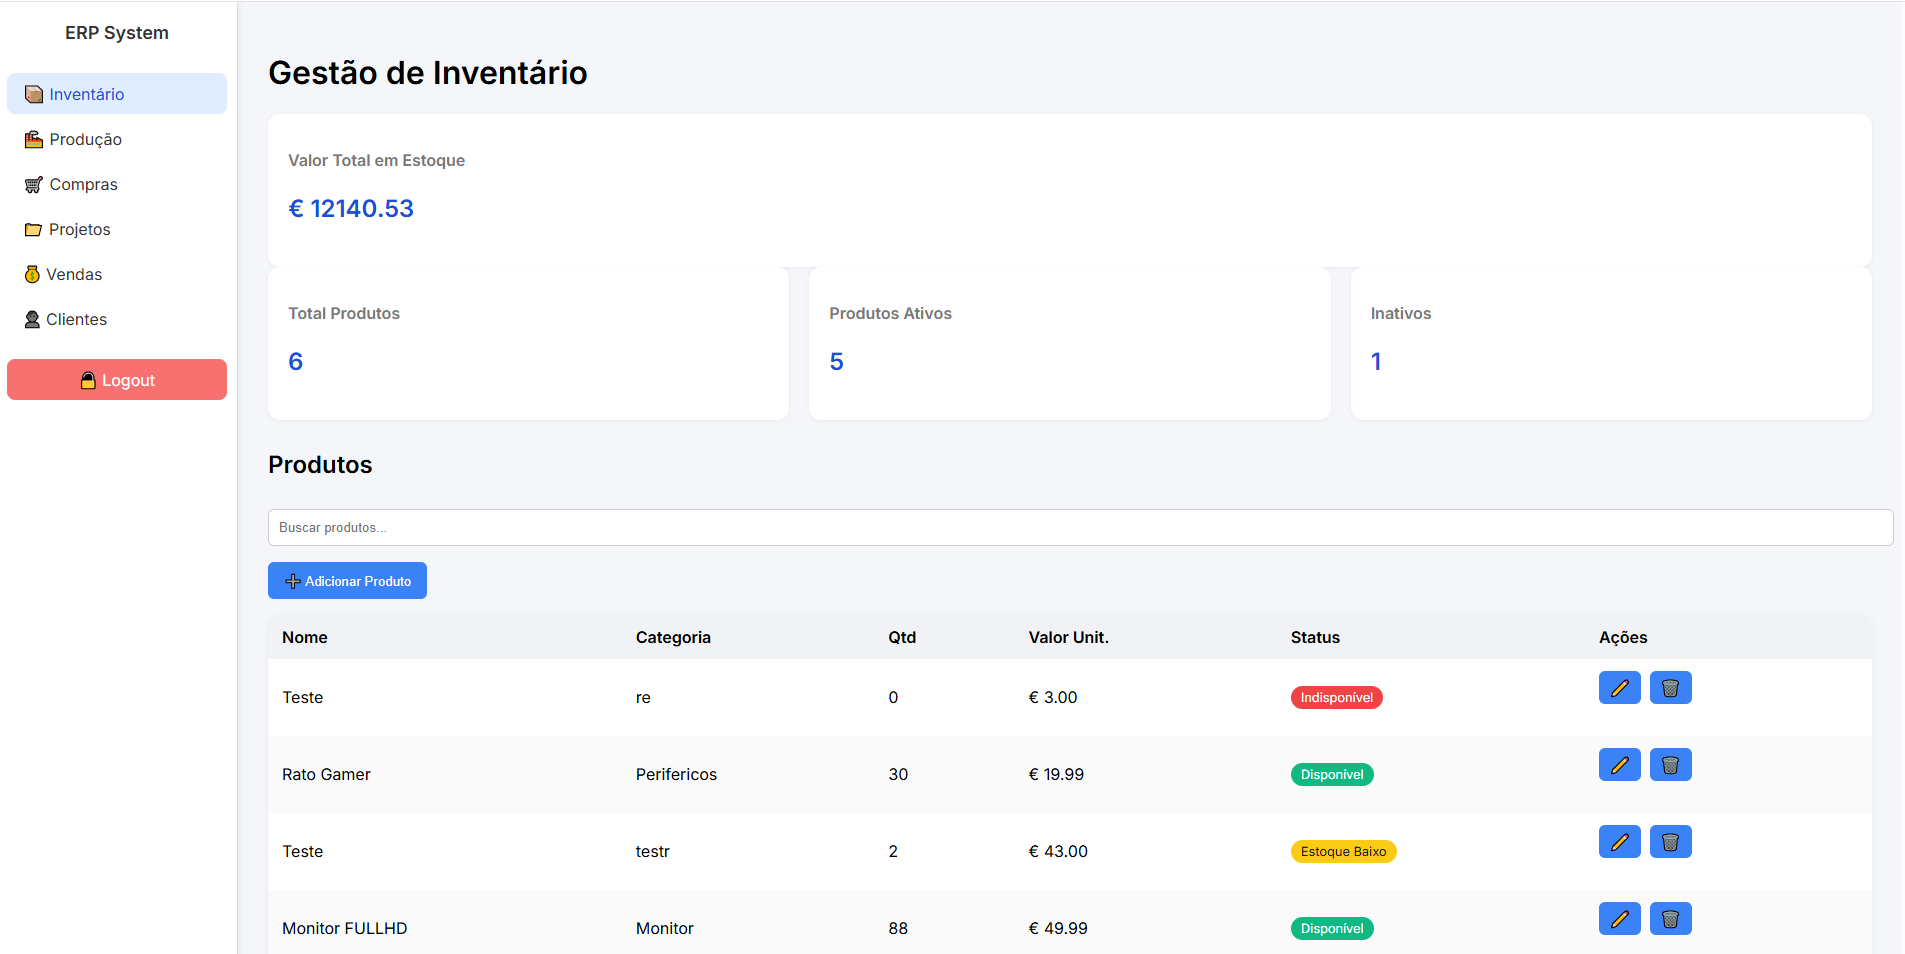 ERP System
Inventário
Produção
Compras
Projetos
Vendas
Clientes
Logout
Gestão de Inventário
Valor Total em Estoque
€ 12140.53
Total Produtos
6
Produtos Ativos
5
Inativos
1
Produtos
Buscar produtos...
Adicionar Produto
Nome Categoria Qtd Valor Unit. Status Ações
Teste re 0 € 3.00 Indisponível
Rato Gamer Perifericos 30 € 19.99 Disponível
Teste testr 2 € 43.00 Estoque Baixo
Monitor FULLHD Monitor 88 € 49.99 Disponível